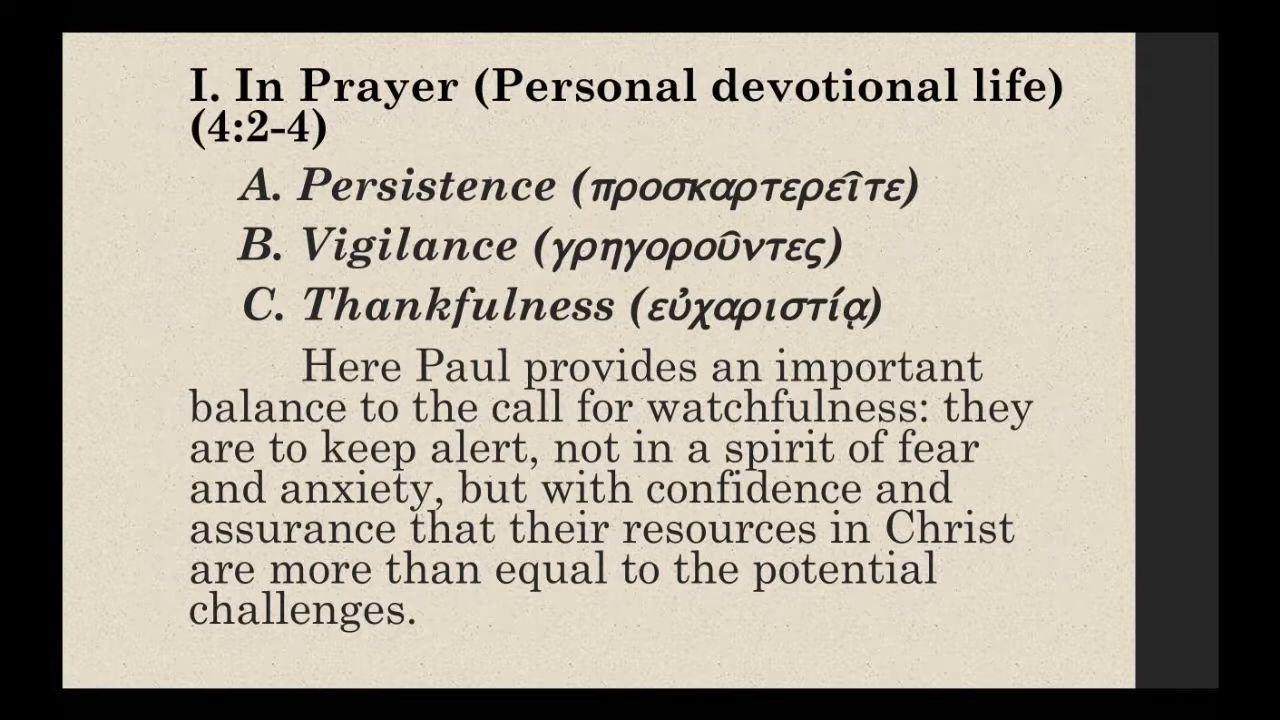 I. In Prayer (Personal devotional life)
(4:2-4)
A. Persistence (προσκαρτερεῖτε)
B. Vigilance (γρηγοροῦντες)
C. Thankfulness (εὐχαριστίᾳ)
Here Paul provides an important
balance to the call for watchfulness: they
are to keep alert, not in a spirit of fear
and anxiety, but with confidence and
assurance that their resources in Christ
are more than equal to the potential
challenges.